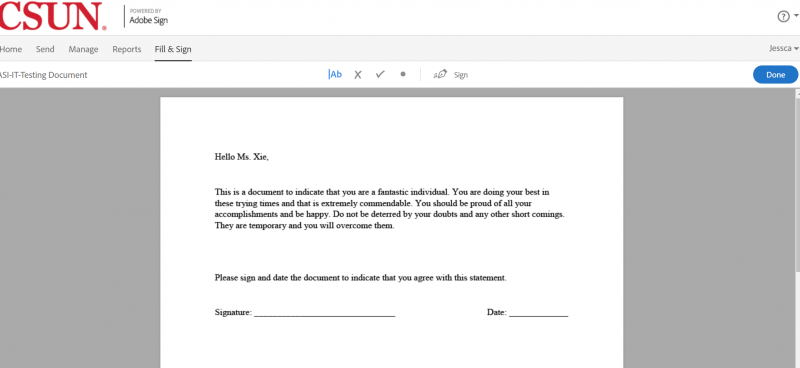 CSUN.
POWERED BY
Adobe Sign
Home Send Manage Reports Fill & Sign
Jessca
ASI-IT-Testing Document
Ab Sign
Done
Hello Ms. Xie,
This is a document to indicate that you are a fantastic individual. You are doing your best in
these trying times and that is extremely commendable. You should be proud of all your
accomplishments and be happy. Do not be deterred by your doubts and any other short comings.
They are temporary and you will overcome them.
Please sign and date the document to indicate that you agree with this statement.
Signature: ______________________________ Date: _____________